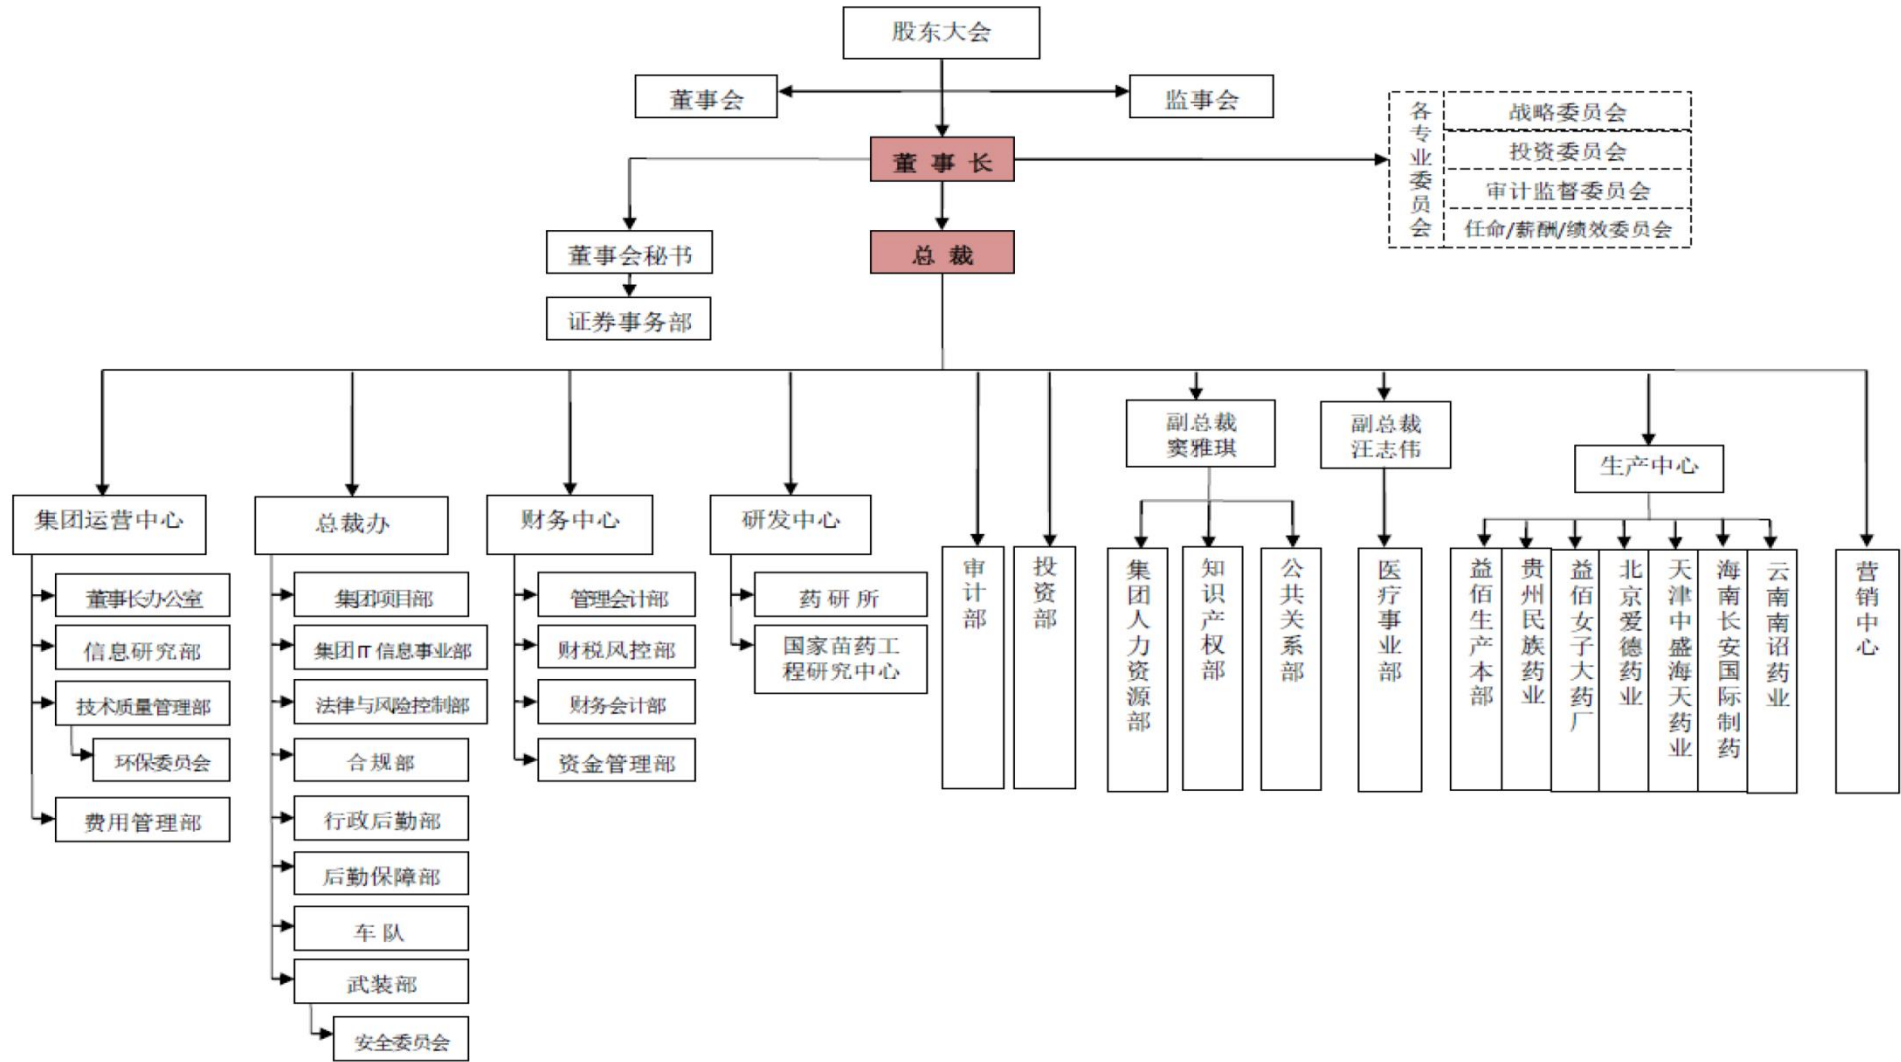 股东大会
董事会
监事会
各专业委员会
战略委员会
投资委员会
审计监督委员会
任命/薪酬/绩效委员会
董事长
董事会秘书
总裁
证券事务部
副总裁
窦雅琪
副总裁
汪志伟
生产中心
集团运营中心
总裁办
财务中心
研发中心
审计部
投资部
集团人力资源部
知识产权部
公共关系部
医疗事业部
益佰生产本部
贵州民族药业
益佰女子大药厂
北京爱德药业
天津中盛海天药业
海南长安国际制药
云南南诏药业
营销中心
董事长办公室
信息研究部
技术质量管理部
环保委员会
费用管理部
集团项目部
集团IT信息事业部
法律与风险控制部
合规部
行政后勤部
后勤保障部
车队
武装部
安全委员会
管理会计部
财税风控部
财务会计部
资金管理部
药研所
国家苗药工
程研究中心